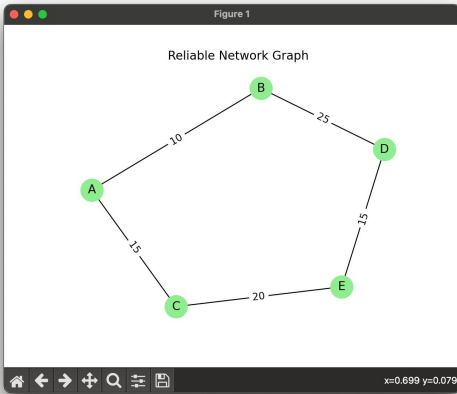 Figure 1
Reliable Network Graph
B
25
D
10
A
15
15
20
E
C
x=0.699 y=0.079